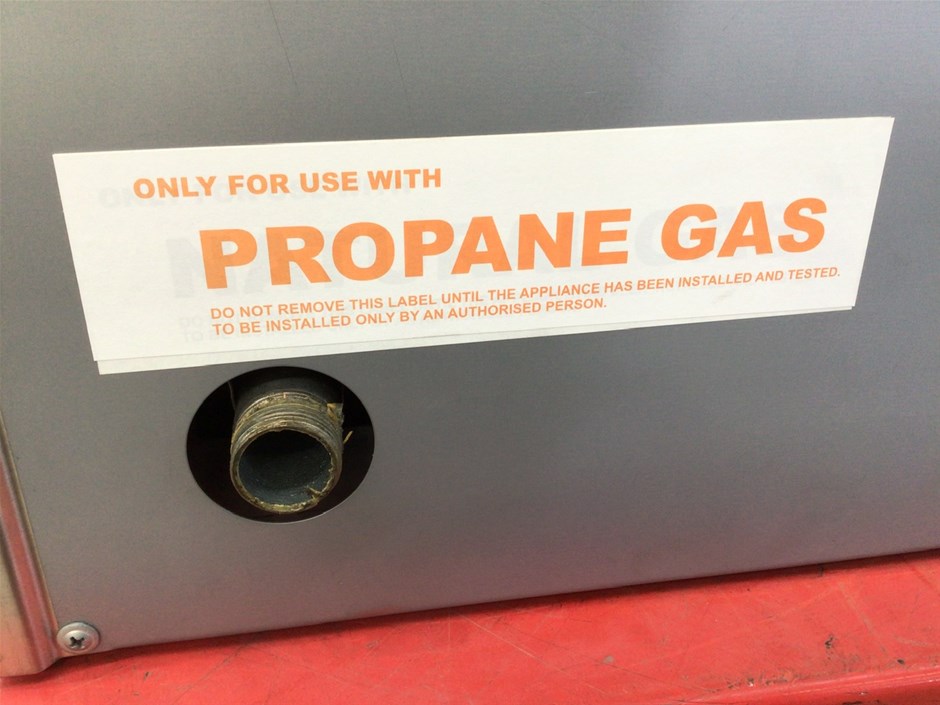 ONLY FOR USE WITH
PROPANE GAS
DO NOT REMOVE THIS LABEL UNTIL THE APPLIANCE HAS BEEN INSTALLED AND TESTED.
TO BE INSTALLED ONLY BY AN AUTHORISED PERSON.